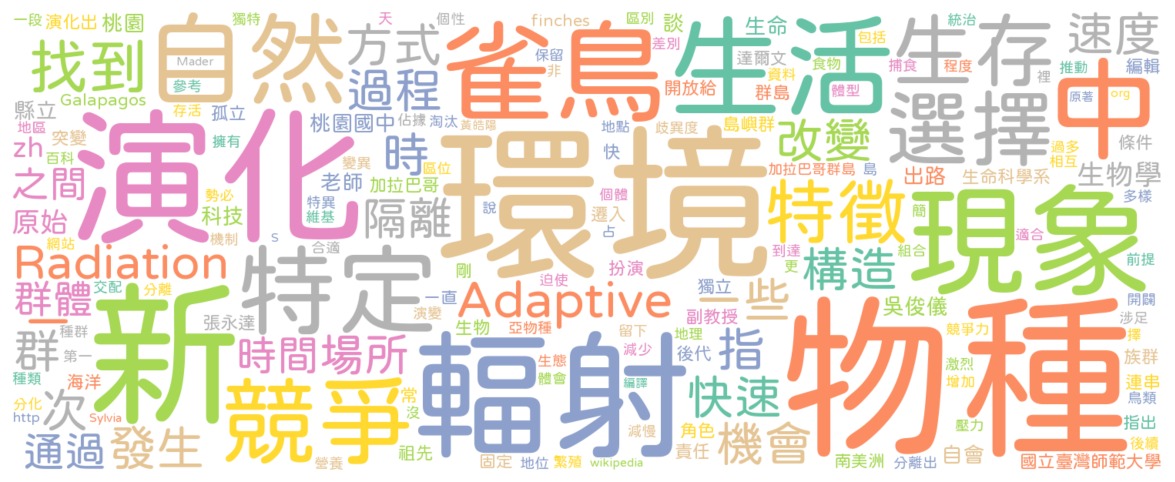 一段 演化出 桃園 自然 獨特 天 個性 finches 區別 談 生命 統治 速度
找到 Mader 方式 雀鳥 保留 差別 生活 達爾文 包括 生存 編輯
參考 非 資料 食物 捕食 程度 推動 裡 原著 org
Galapagos 存活 過程 開放給 群島 體型 選擇 中
縣立 孤立 佔據 淘汰 黃皓陽 地點 歧異度 島嶼群 條件
地區 突變 演化 桃園國中 時 環境 改變 過多
zh 百科 擁有 變異 區位 快 加拉巴哥群島 島 相互
之間 老師 加拉巴哥 個體 出路 生命科學系 生物學
勢必 特異 說 遷入 特徵 現象 多樣
原始 科技 維基 隔離 占 簡 適合
網站 機制 s 合適 到達 組合 前提
Radiation 特定 剛 迫使 扮演 更 構造
群體 交配 分離 一直 Adaptive 獨立 一些 開闢
一 種群 新 張永達 演變 生物 亞物種 留下 副教授 吳俊儀 物種 競爭力 涉足
群 第一 時間 場所 輻射 生態 減少 地理 指 擇
種類 海洋 體會 後代 激烈 族群
分化 次 競爭 常 編譯 快速 增加 連串
http Sylvia 沒 鳥類
通過 發生 減慢 角色 機會 壓力 指出
祖先 責任 自會 後續
營養 固定 地位 繁殖 wikipedia 南美洲 分離出 國立臺灣師範大學